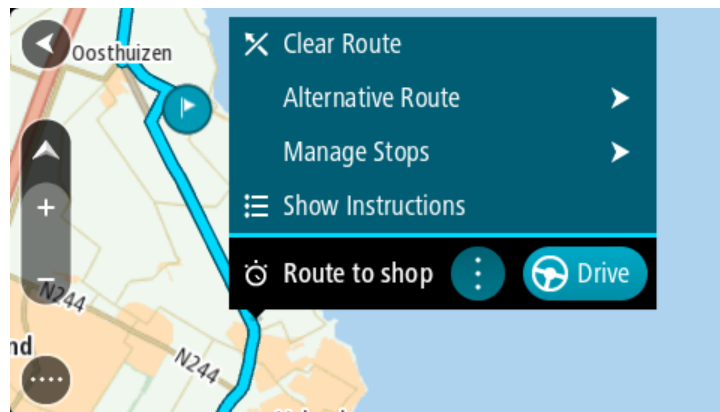 Oosthuizen
Clear Route
Alternative Route
Manage Stops
Show Instructions
Route to shop
Drive
N244
nd
N244